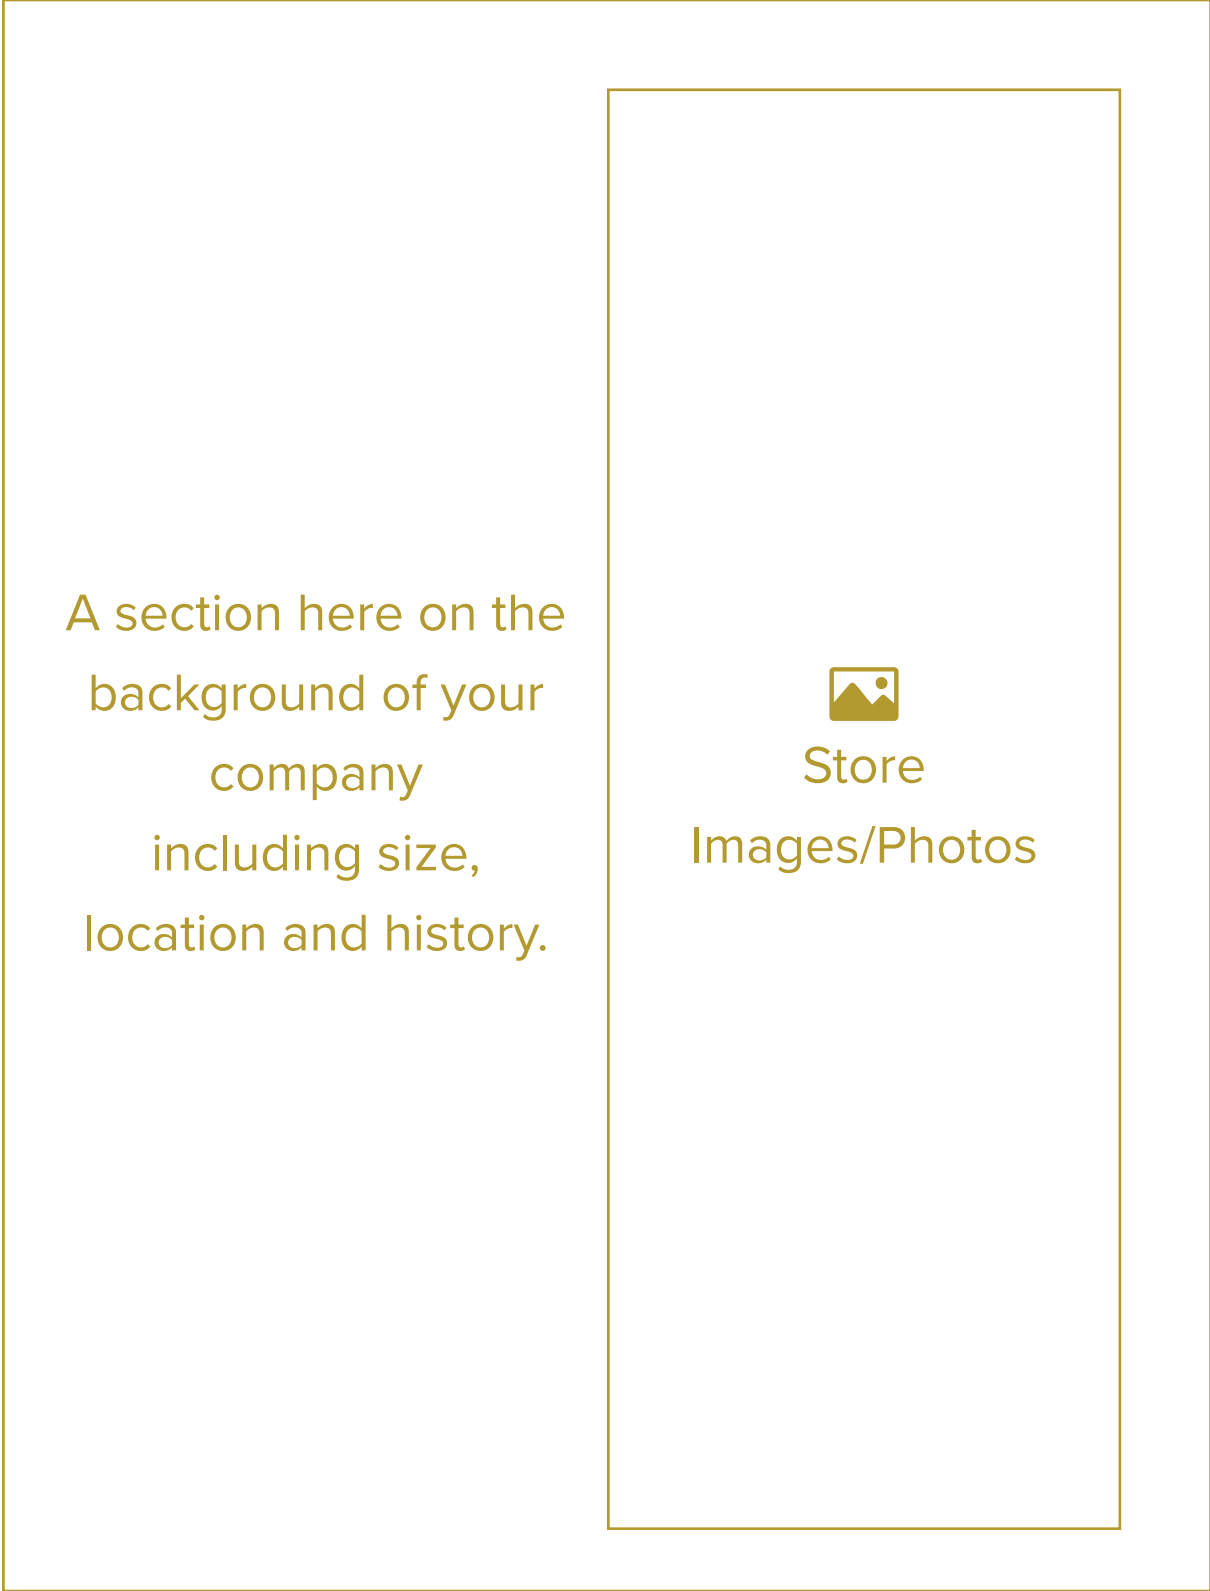 A section here on the
background of your
company
including size,
location and history.
Store
Images/Photos